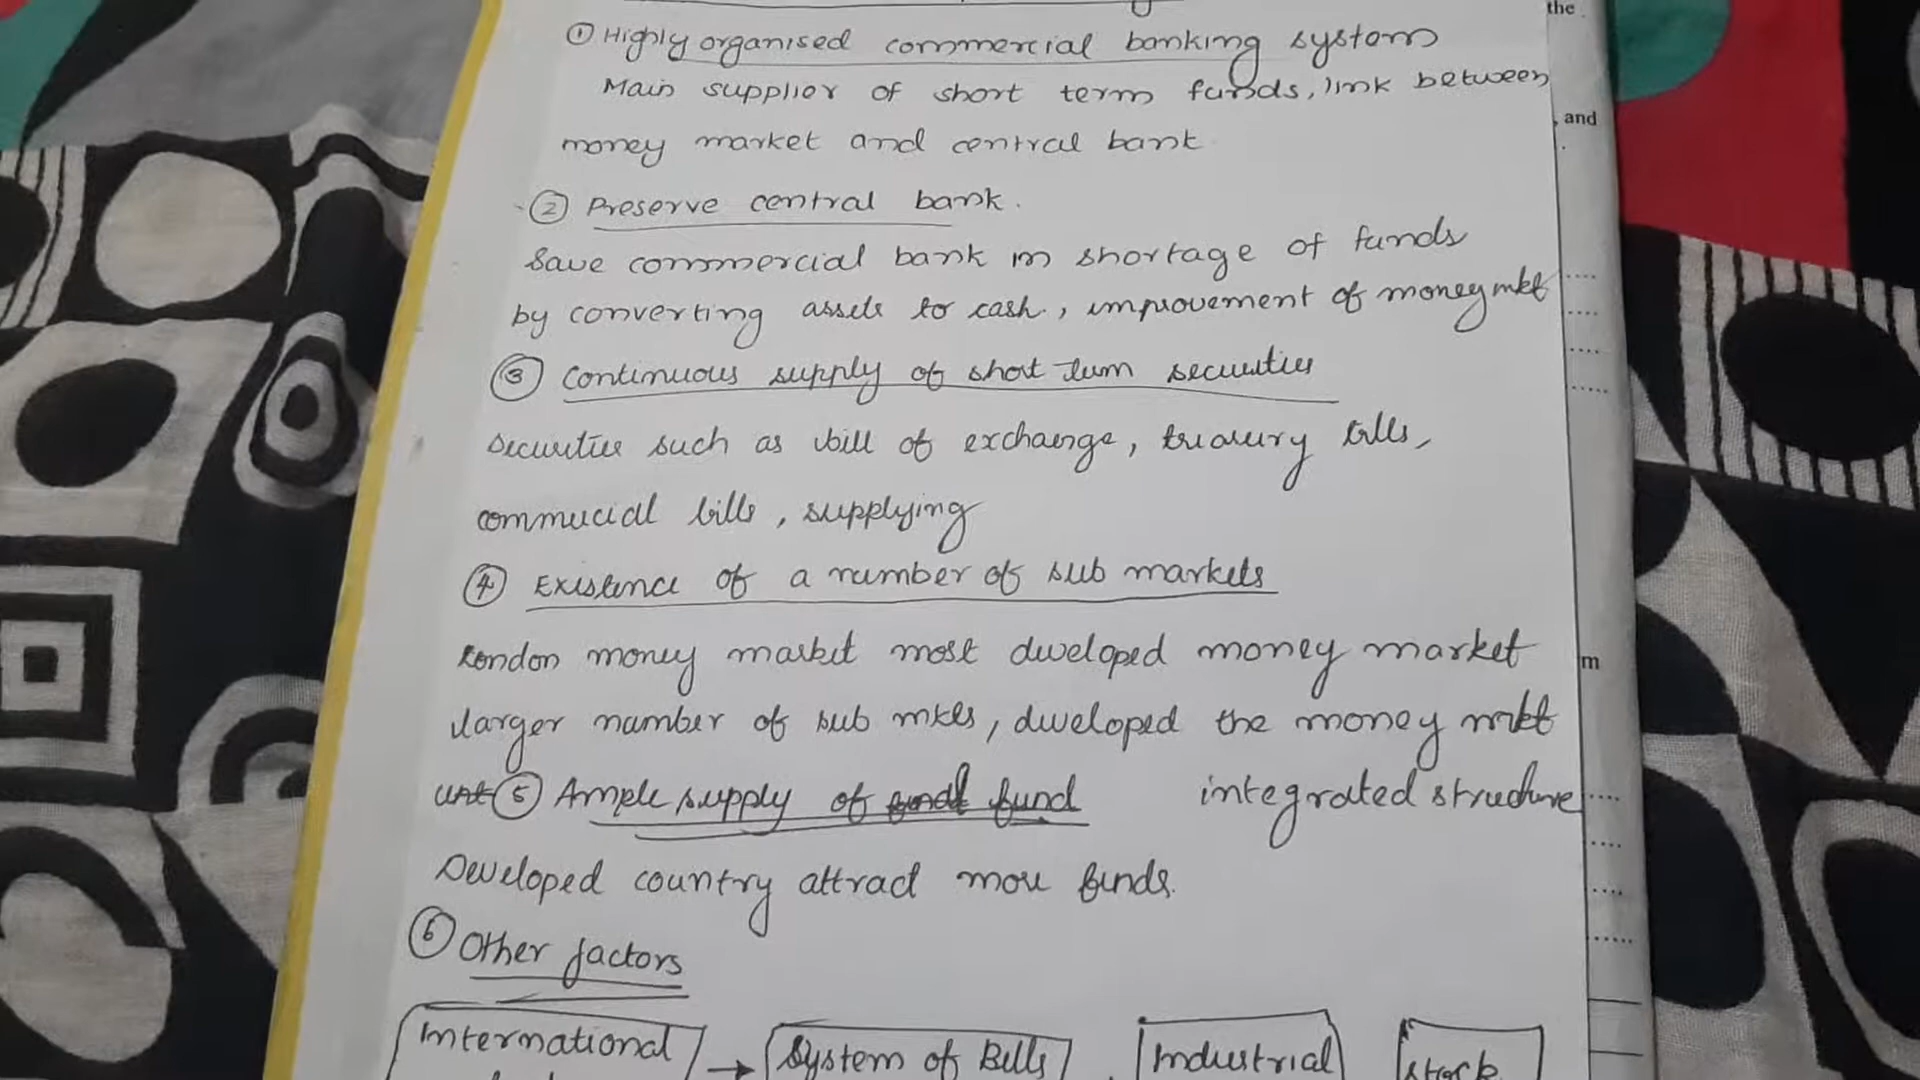 the
① Highly organised commercial banking system
Main supplier of short term funds, link between
, and
money market and central bank
② Preserve central bank.
Save commercial bank in shortage of funds
by converting assets to cash, improvement of money mkt
③ Continuous supply of short term securities
Securities such as bill of exchange, treasury bills,
commercial bills, supplying
④ Existence of a number of sub markets
London money market most developed money market
m
larger number of sub mkts, developed the money mkt
⑤ Ample supply of fund
integrated structure
Developed country attract more funds.
⑥ Other factors
International → System of Bills Industrial stock